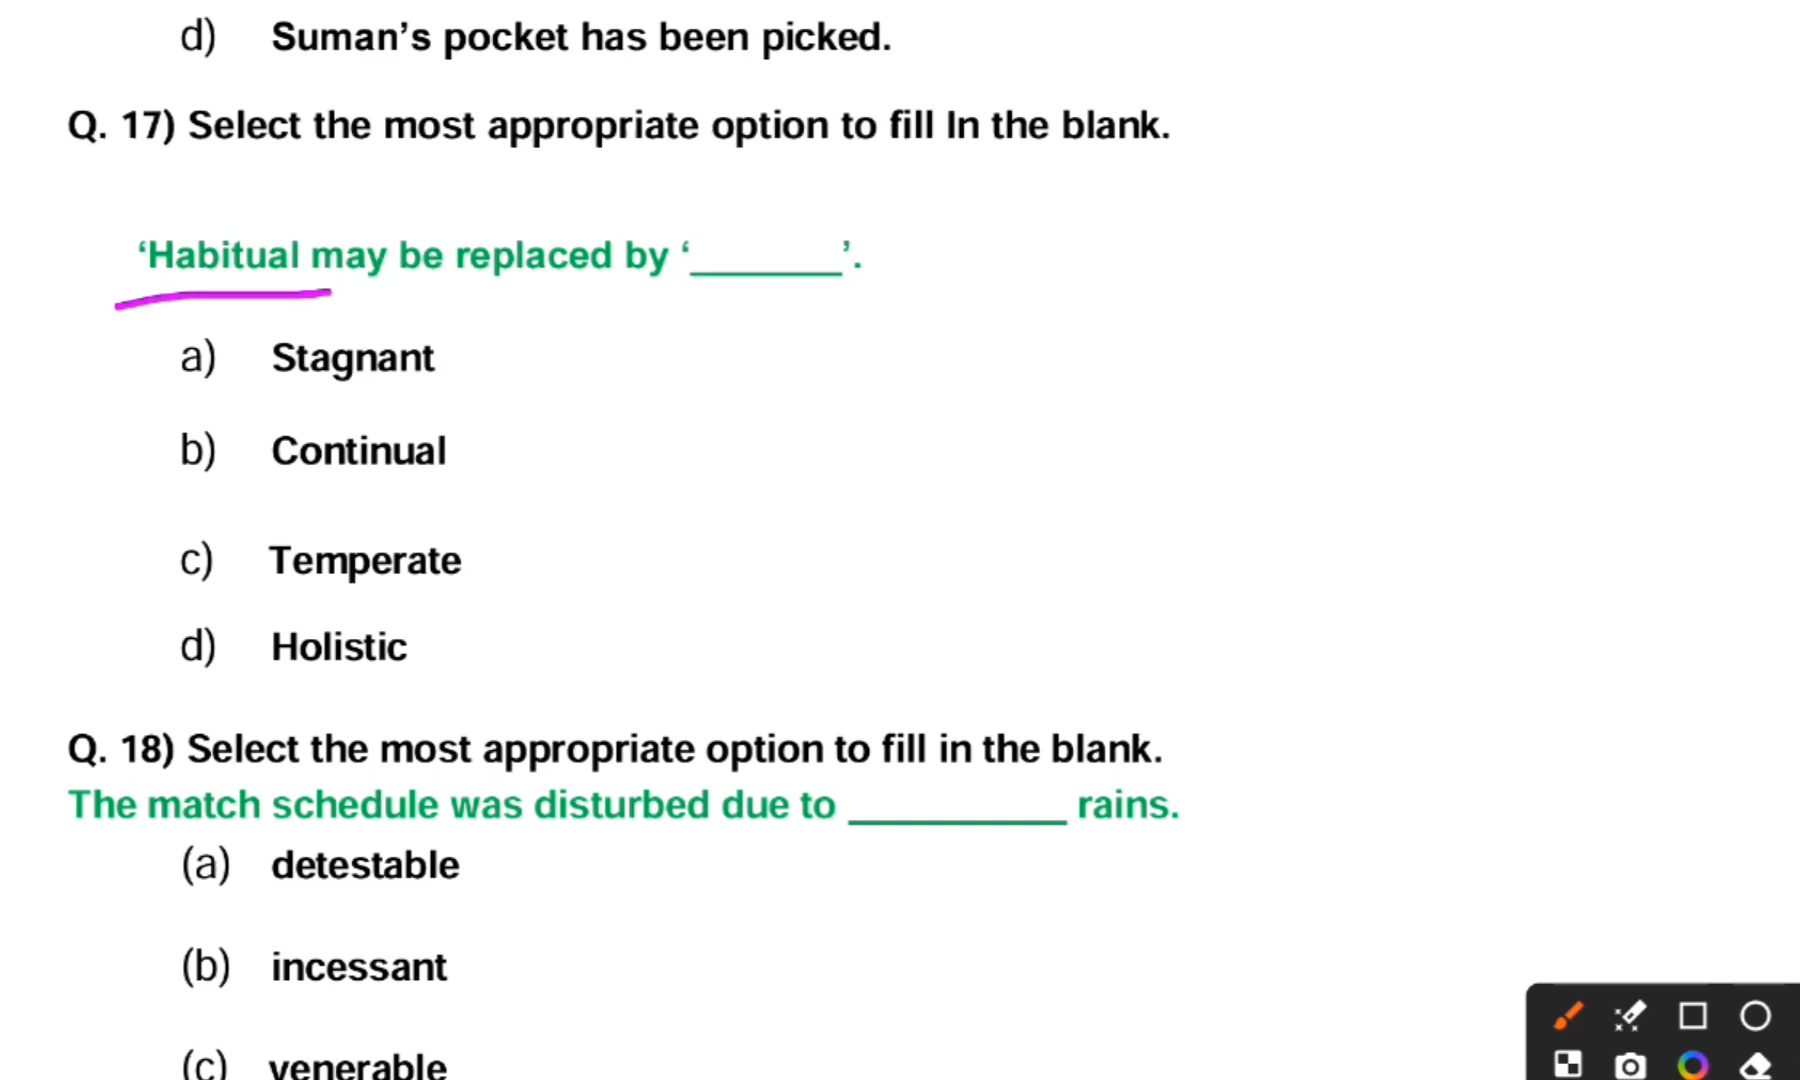 d) Suman’s pocket has been picked.
Q. 17) Select the most appropriate option to fill In the blank.
‘Habitual may be replaced by ‘_______’.
a) Stagnant
b) Continual
c) Temperate
d) Holistic
Q. 18) Select the most appropriate option to fill in the blank.
The match schedule was disturbed due to __________ rains.
(a) detestable
(b) incessant
(c) venerable